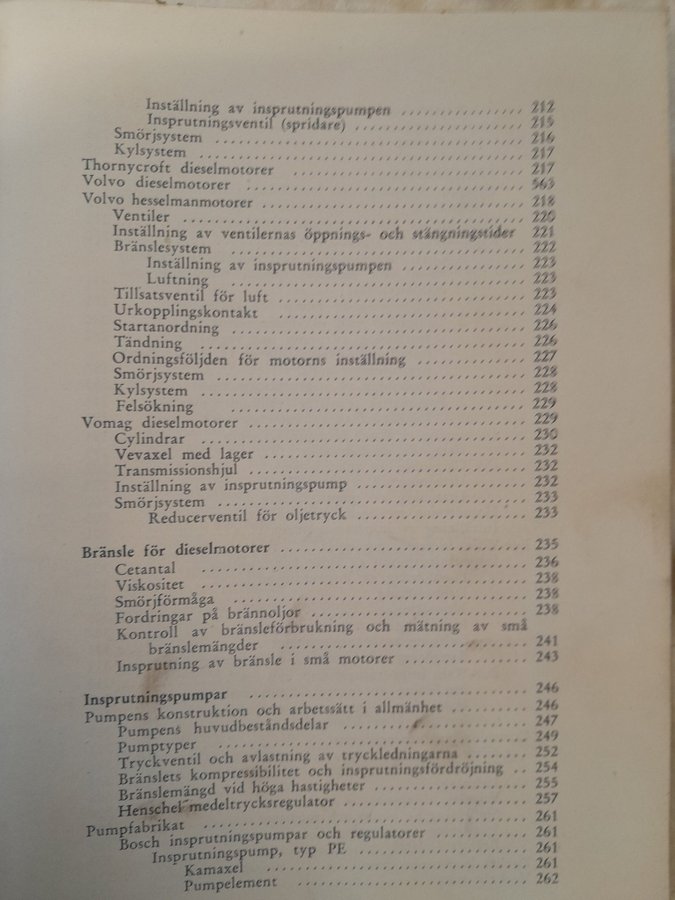 Inställning av insprutningspumpen ................ 212
Insprutningsventil (spridare) .................... 215
Smörjsystem .................................... 216
Kylsystem ...................................... 217
Thornycroft dieselmotorer ........................... 217
Volvo dieselmotorer ................................ 563
Volvo hesselmanmotorer ............................. 218
Ventiler ........................................ 220
Inställning av ventilernas öppnings- och stängningstider 221
Bränslesystem .................................. 222
Inställning av insprutningspumpen ................ 223
Luftning ........................................ 223
Tillsatsventil för luft ............................ 223
Urkopplingskontakt ............................. 224
Startanordning .................................. 226
Tändning ....................................... 226
Ordningsföljden för motorns inställning .............. 227
Smörjsystem .................................... 228
Kylsystem ...................................... 228
Felsökning ..................................... 229
Vomag dieselmotorer ................................ 229
Cylindrar ....................................... 230
Vevaxel med lager ................................ 232
Transmissionshjul ................................ 232
Inställning av insprutningspump .................... 232
Smörjsystem .................................... 233
Reducerventil för oljetryck ...................... 233
Bränsle för dieselmotorer ............................ 235
Cetantal ........................................ 236
Viskositet ....................................... 238
Smörjförmåga ................................... 238
Fordringar på brännoljor .......................... 238
Kontroll av bränsleförbrukning och mätning av små
bränslemängder ................................ 241
Insprutning av bränsle i små motorer ................ 243
Insprutningspumpar ................................ 246
Pumpens konstruktion och arbetssätt i allmänhet .......... 246
Pumpens huvudbeståndsdelar ....................... 247
Pumptyper ...................................... 249
Tryckventil och avlastning av tryckledningarna ........ 252
Bränslets kompressibilitet och insprutningsfördröjning .. 254
Bränslemängd vid höga hastigheter .................. 255
Henschel medeltrycksregulator ...................... 257
Pumpfabrikat ...................................... 261
Bosch insprutningspumpar och regulatorer ............ 261
Insprutningspump, typ PE ........................ 261
Kamaxel ....................................... 261
Pumpelement .................................. 262